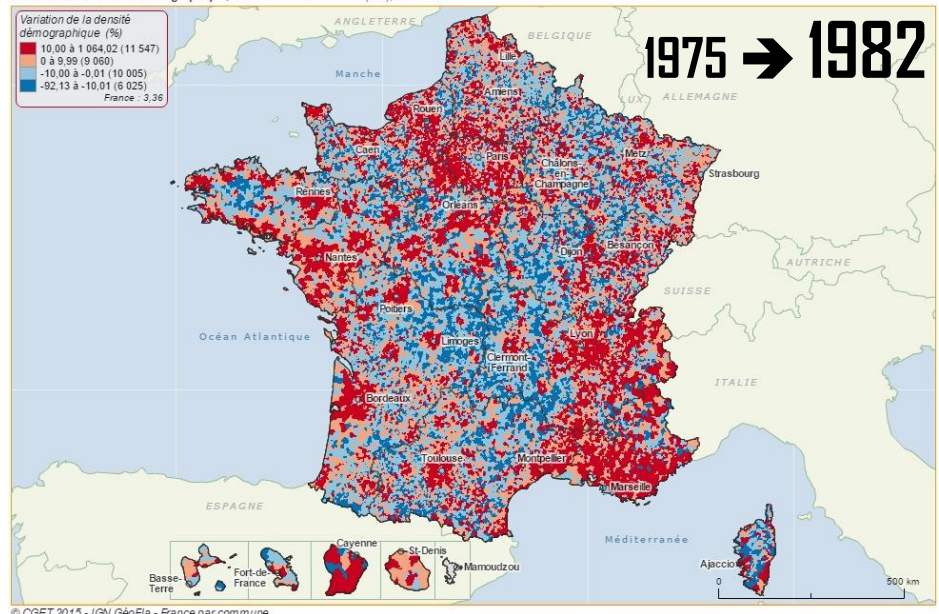 Variation de la densité
démographique (%)
10,00 à 1 064,02 (11 547)
0 à 9,99 (9 060)
-10,00 à -0,01 (10 005)
-92,13 à -10,01 (6 025)
France : 3,36
1975 ➔ 1982
ANGLETERRE
BELGIQUE
LUX
ALLEMAGNE
Manche
Lille
Amiens
Rouen
Caen
Paris
Châlons-
en-
Champagne
Metz
Strasbourg
Rennes
Orléans
Nantes
Dijon
Besançon
AUTRICHE
SUISSE
Poitiers
Océan Atlantique
Limoges
Lyon
Clermont-
Ferrand
ITALIE
Bordeaux
Toulouse
Montpellier
Marseille
ESPAGNE
Méditerranée
Ajaccio
Basse-
Terre
Fort-de-
France
Cayenne
St-Denis
Mamoudzou
0
500 km
© CGET 2015 - IGN GéoFla - France par commune